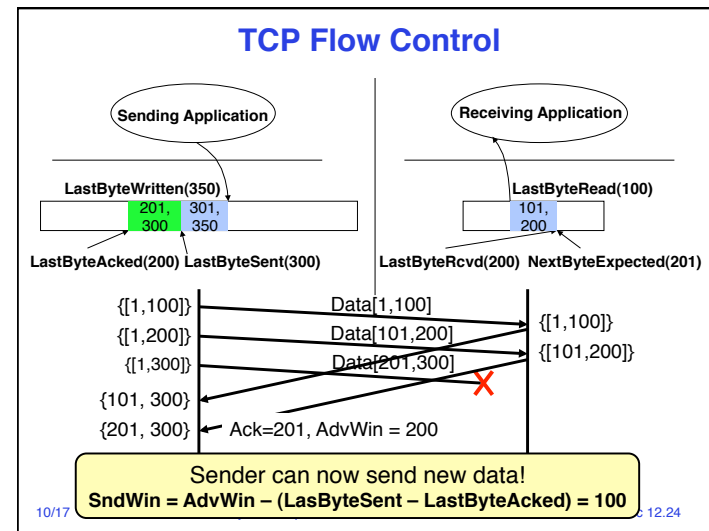 TCP Flow Control
Sending Application
Receiving Application
LastByteWritten(350)
LastByteRead(100)
201,
300
301,
350
101,
200
LastByteAcked(200)
LastByteSent(300)
LastByteRcvd(200)
NextByteExpected(201)
{[1,100]}
Data[1,100]
{[1,100]}
{[1,200]}
Data[101,200]
{[101,200]}
{[1,300]}
Data[201,300]
{101, 300}
{201, 300}
Ack=201, AdvWin = 200
Sender can now send new data!
SndWin = AdvWin – (LasByteSent – LastByteAcked) = 100
10/17
12.24